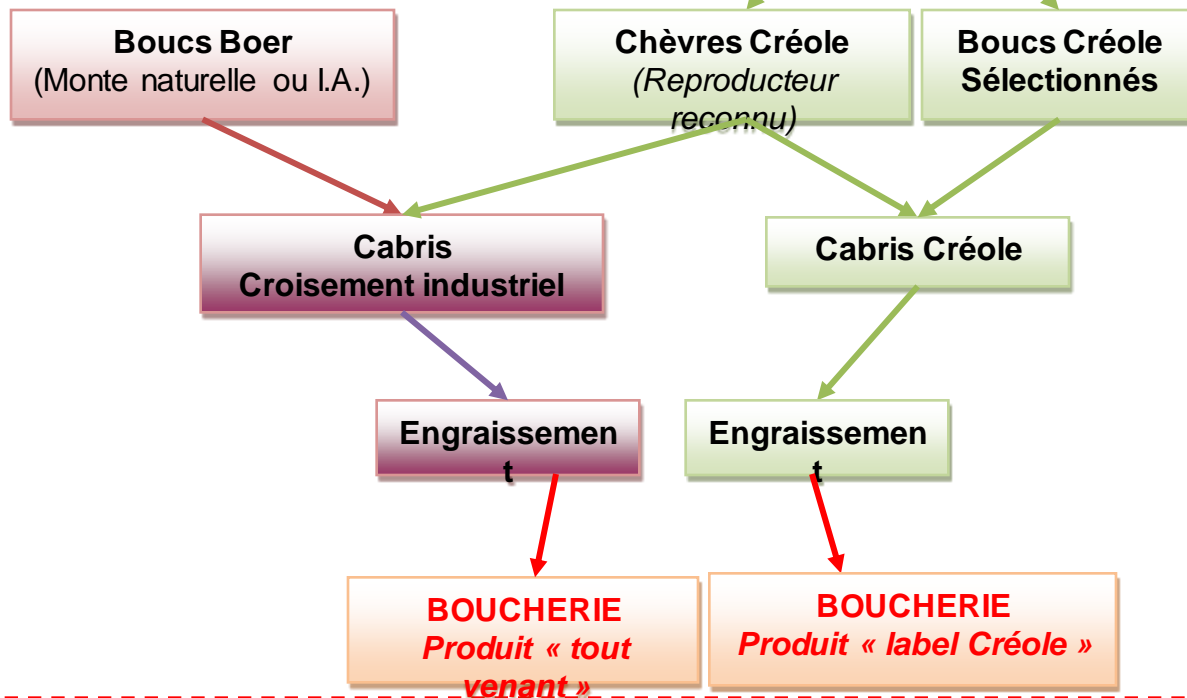 Boucs Boer
(Monte naturelle ou I.A.)
Chèvres Créole
(Reproducteur
reconnu)
Boucs Créole
Sélectionnés
Cabris
Croisement industriel
Cabris Créole
Engraissemen
t
Engraissemen
t
BOUCHERIE
Produit « tout
venant »
BOUCHERIE
Produit « label Créole »